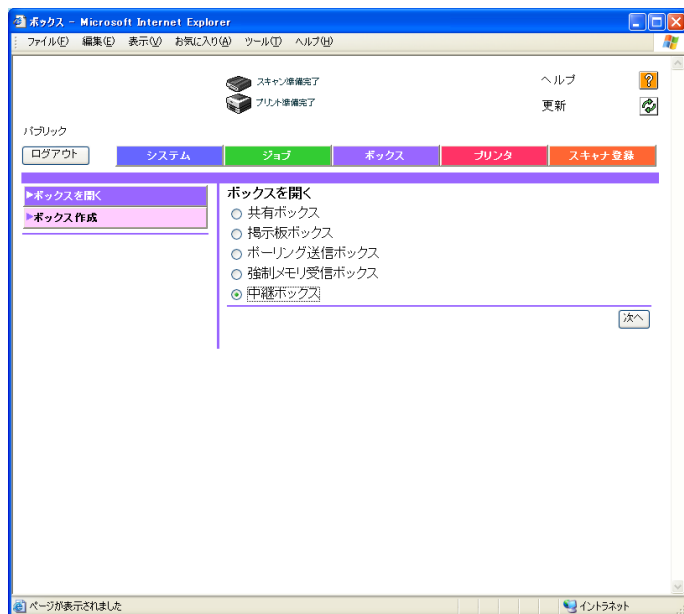 ボックス - Microsoft Internet Explorer
ファイル(F) 編集(E) 表示(V) お気に入り(A) ツール(T) ヘルプ(H)
スキャン準備完了 ヘルプ ?
プリント準備完了 更新
パブリック
ログアウト システム ジョブ ボックス プリンタ スキャナ登録
▶ボックスを開く ボックスを開く
▶ボックス作成 共有ボックス
掲示板ボックス
ポーリング送信ボックス
強制メモリ受信ボックス
中継ボックス
次へ
ページが表示されました イントラネット